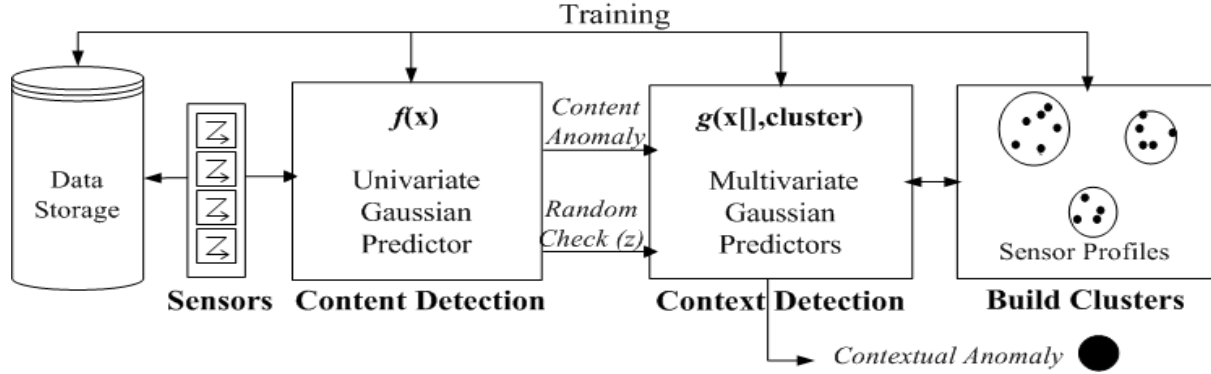 Training
Data
Storage
Sensors
f(x)
Univariate
Gaussian
Predictor
Content Detection
Content
Anomaly
Random
Check (z)
g(x[],cluster)
Multivariate
Gaussian
Predictors
Context Detection
Sensor Profiles
Build Clusters
Contextual Anomaly